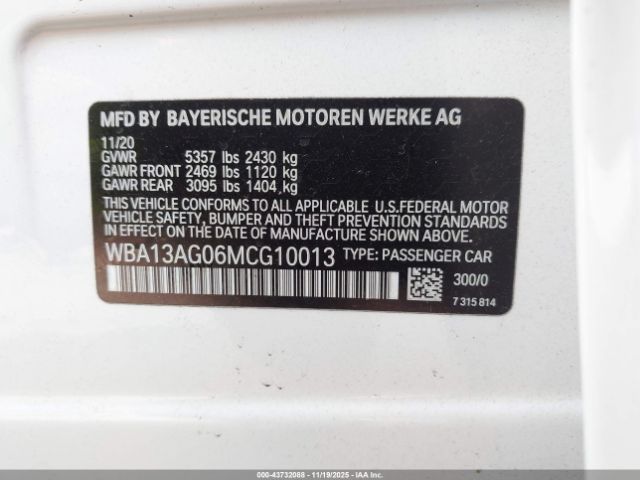 MFD BY BAYERISCHE MOTOREN WERKE AG
11/20
GVWR 5357 lbs 2430 kg
GAWR FRONT 2469 lbs 1120 kg
GAWR REAR 3095 lbs 1404 kg
THIS VEHICLE CONFORMS TO ALL APPLICABLE U.S.FEDERAL MOTOR
VEHICLE SAFETY, BUMPER AND THEFT PREVENTION STANDARDS
IN EFFECT ON THE DATE OF MANUFACTURE SHOWN ABOVE.
WBA13AG06MCG10013 TYPE: PASSENGER CAR
300/0
7 315 814
000-43732088 - 11/19/2025 - Copyright © IAA, Inc.